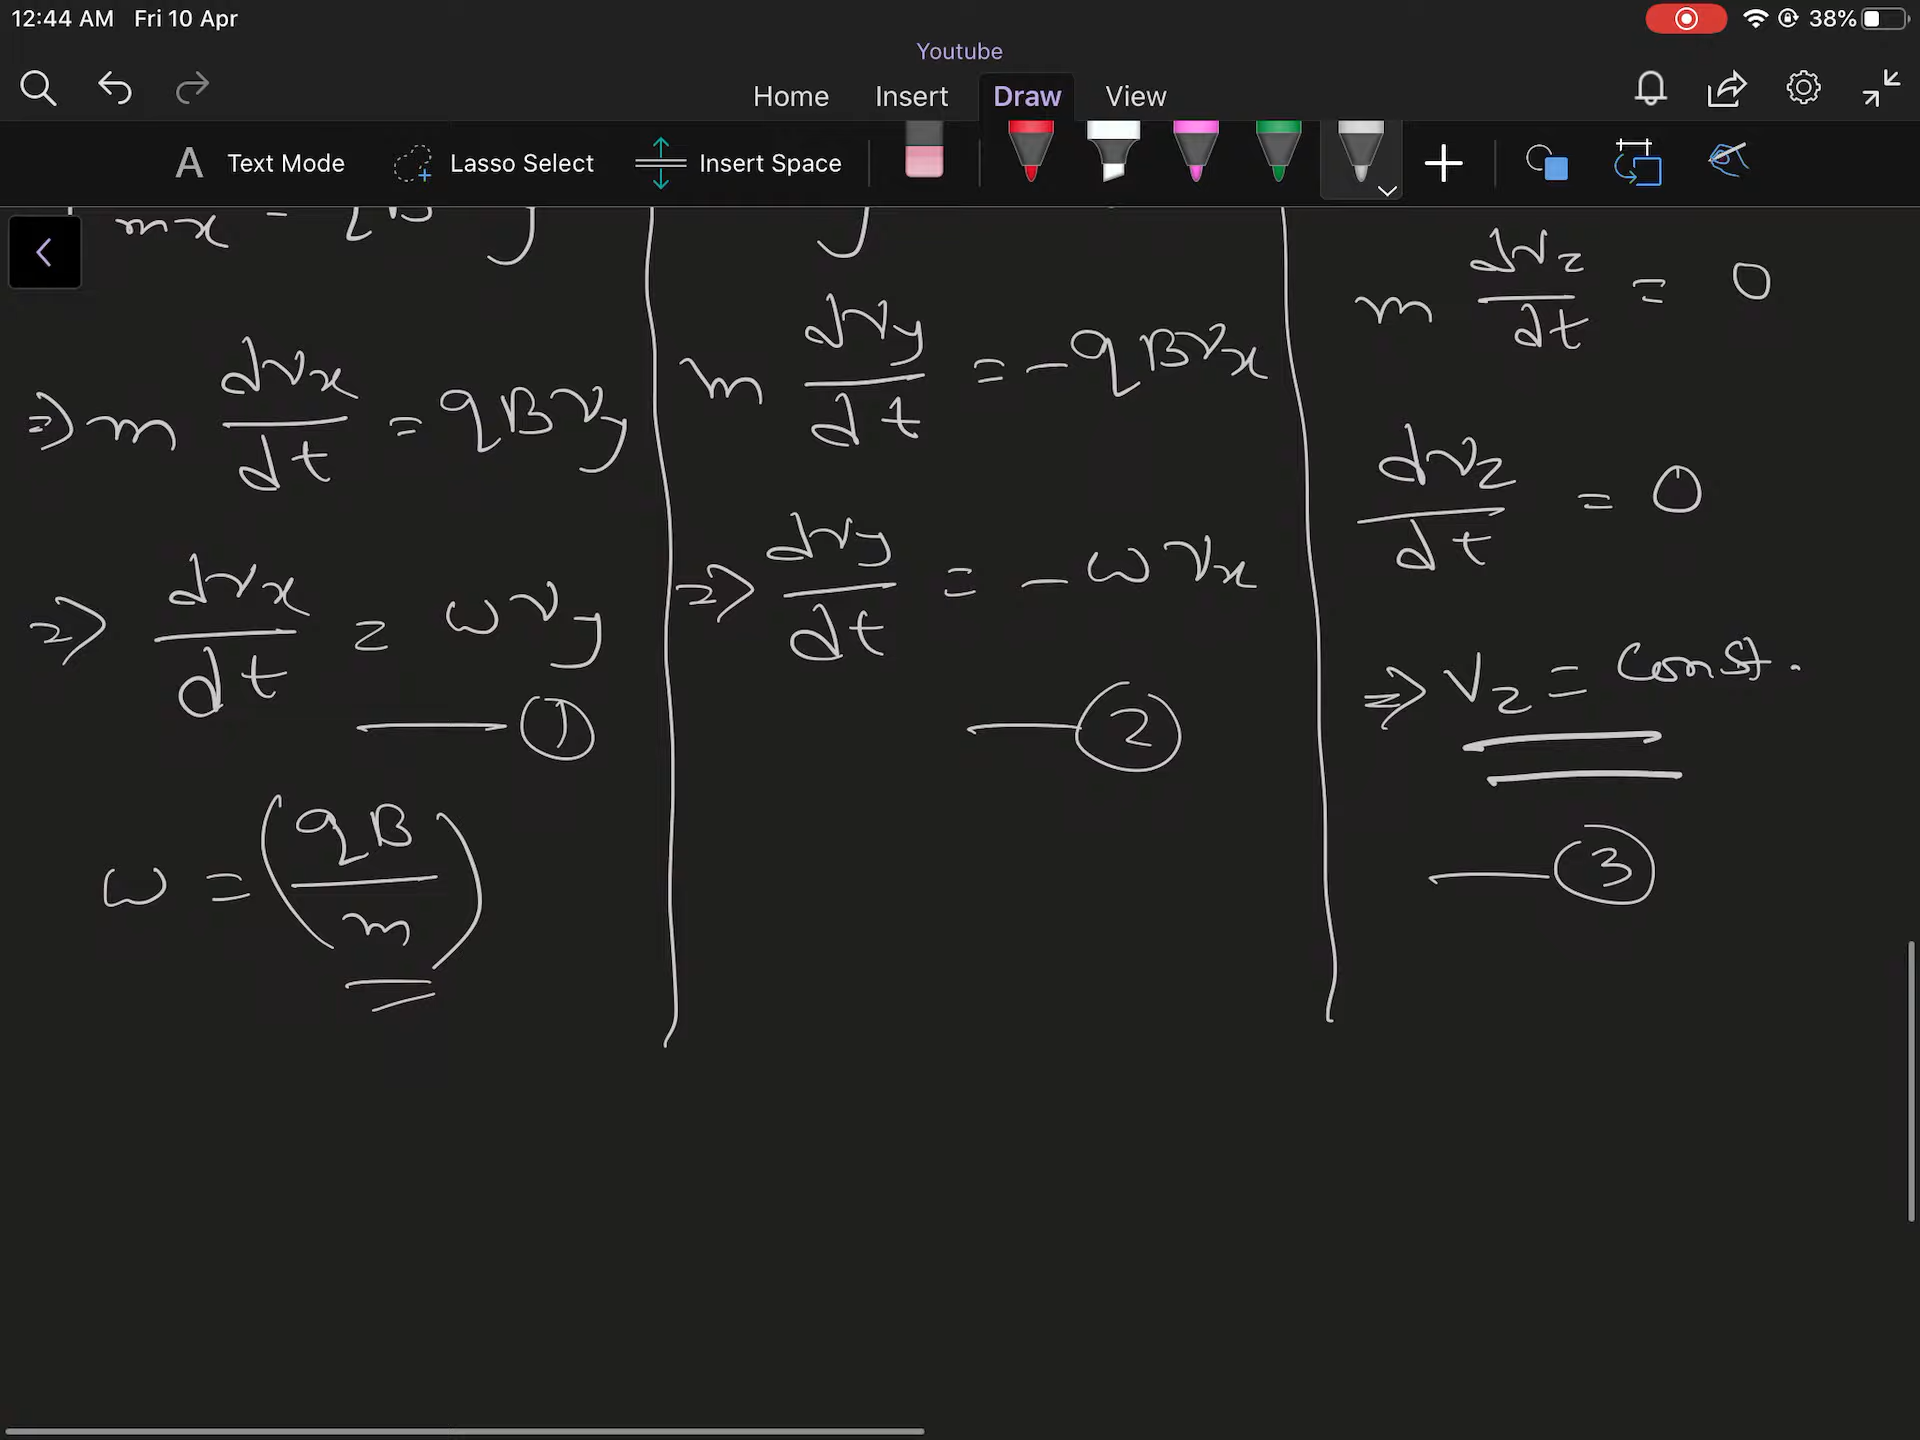 12:44 AM Fri 10 Apr 38%
Youtube
Home Insert Draw View
A Text Mode Lasso Select Insert Space
⇒ m dvx/dt = qBvy
⇒ dvx/dt = ωvy
—— ①
ω = (qB/m)
m dvy/dt = -qBvx
⇒ dvy/dt = -ωvx
—— ②
m dvz/dt = 0
dvz/dt = 0
⇒ Vz = const.
—— ③